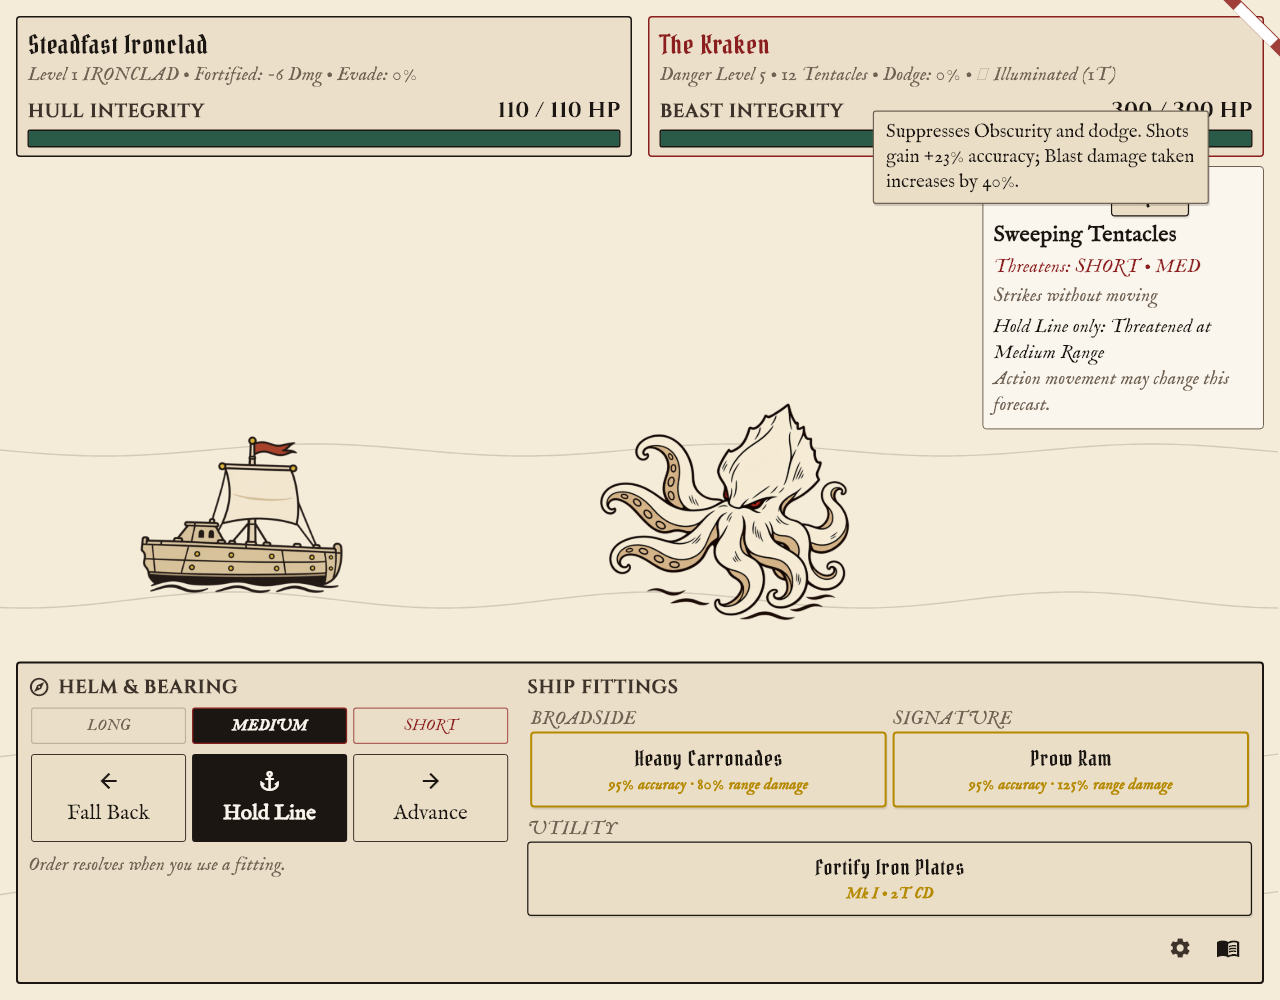 Steadfast Ironclad
Level 1 IRONCLAD • Fortified: -6 Dmg • Evade: 0%
HULL INTEGRITY 110 / 110 HP
The Kraken
Danger Level 5 • 12 Tentacles • Dodge: 0% • Illuminated (1T)
BEAST INTEGRITY 300 / 300 HP
Suppresses Obscurity and dodge. Shots
gain +23% accuracy; Blast damage taken
increases by 40%.
Sweeping Tentacles
Threatens: SHORT • MED
Strikes without moving
Hold Line only: Threatened at
Medium Range
Action movement may change this
forecast.
HELM & BEARING
LONG MEDIUM SHORT
Fall Back Hold Line Advance
Order resolves when you use a fitting.
SHIP FITTINGS
BROADSIDE SIGNATURE
Heavy Carronades Prow Ram
95% accuracy · 80% range damage 95% accuracy · 125% range damage
UTILITY
Fortify Iron Plates
Mk I • 2T CD